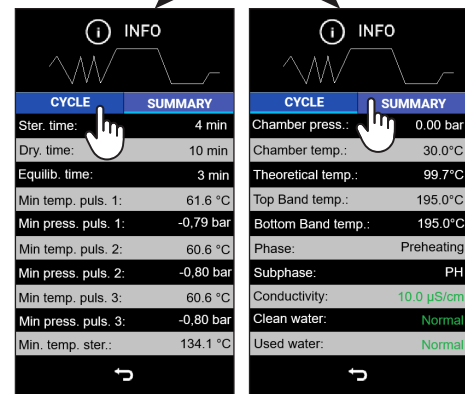 i INFO
CYCLE SUMMARY
Ster. time: 4 min
Dry. time: 10 min
Equilib. time: 3 min
Min temp. puls. 1: 61.6 °C
Min press. puls. 1: -0,79 bar
Min temp. puls. 2: 60.6 °C
Min press. puls. 2: -0,80 bar
Min temp. puls. 3: 60.6 °C
Min press. puls. 3: -0,80 bar
Min. temp. ster.: 134.1 °C
i INFO
CYCLE SUMMARY
Chamber press.: 0.00 bar
Chamber temp.: 30.0°C
Theoretical temp.: 99.7°C
Top Band temp.: 195.0°C
Bottom Band temp.: 195.0°C
Phase: Preheating
Subphase: PH
Conductivity: 10.0 µS/cm
Clean water: Normal
Used water: Normal